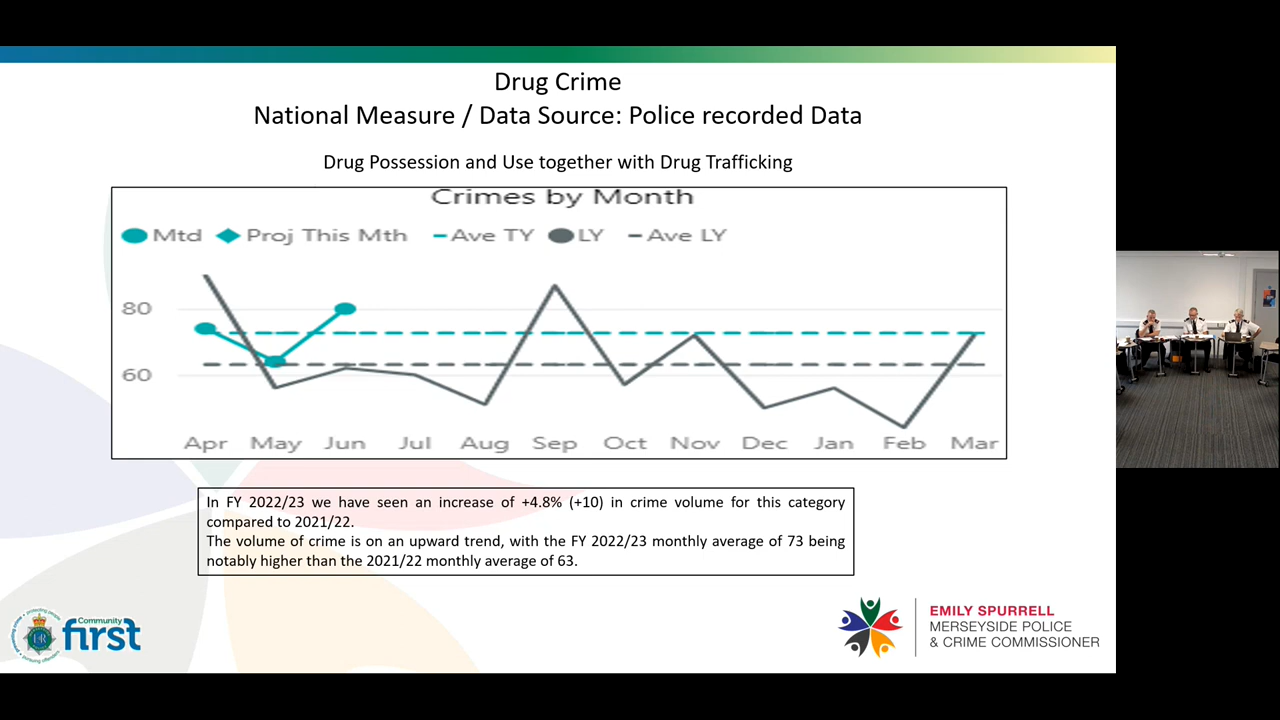 Drug Crime
National Measure / Data Source: Police recorded Data
Drug Possession and Use together with Drug Trafficking
Crimes by Month
Mtd Proj This Mth Ave TY LY Ave LY
80
60
Apr May Jun Jul Aug Sep Oct Nov Dec Jan Feb Mar
In FY 2022/23 we have seen an increase of +4.8% (+10) in crime volume for this category
compared to 2021/22.
The volume of crime is on an upward trend, with the FY 2022/23 monthly average of 73 being
notably higher than the 2021/22 monthly average of 63.
Community
first
EMILY SPURRELL
MERSEYSIDE POLICE
& CRIME COMMISSIONER